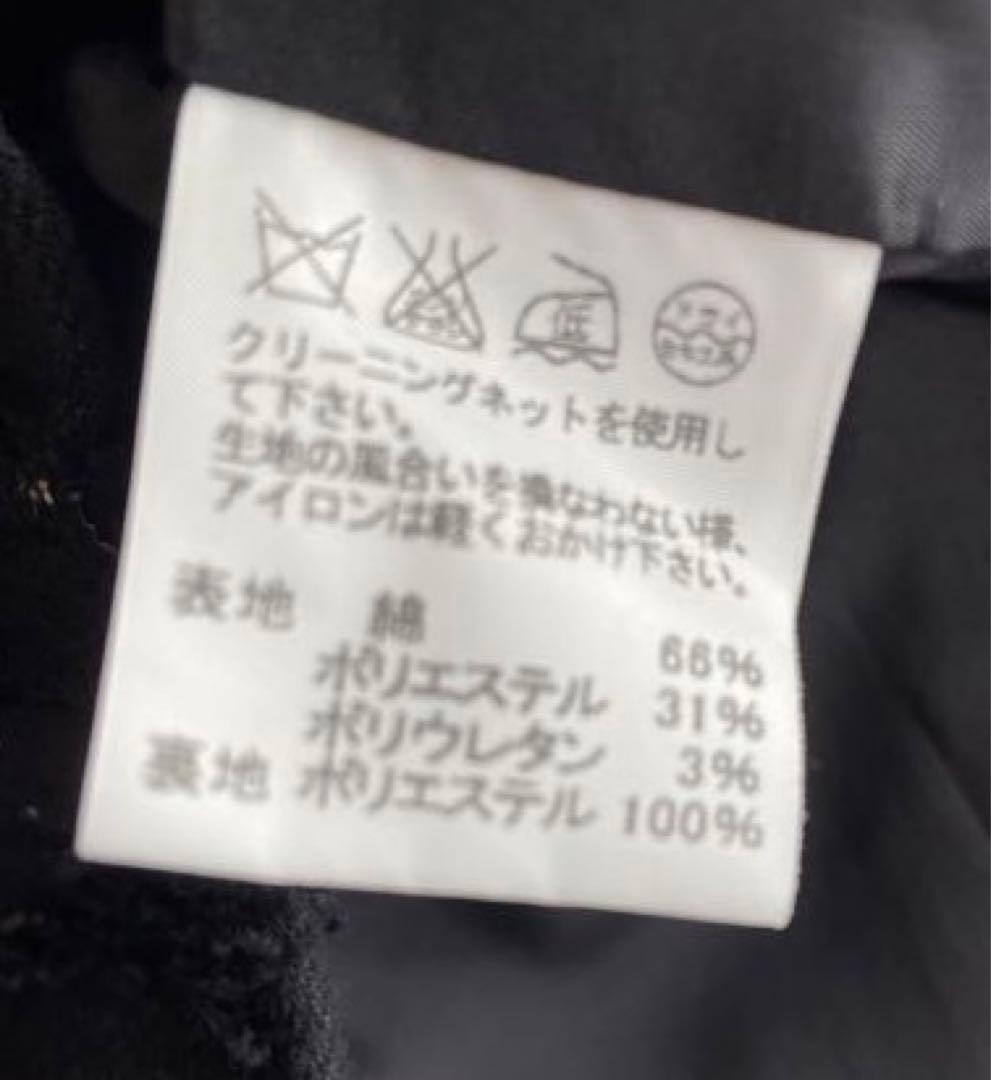 低
クリーニングネットを使用し
て下さい。
生地の風合いを損なわない様、
アイロンは軽くおかけ下さい。
表地 綿 66%
ポリエステル 31%
ポリウレタン 3%
裏地 ポリエステル 100%